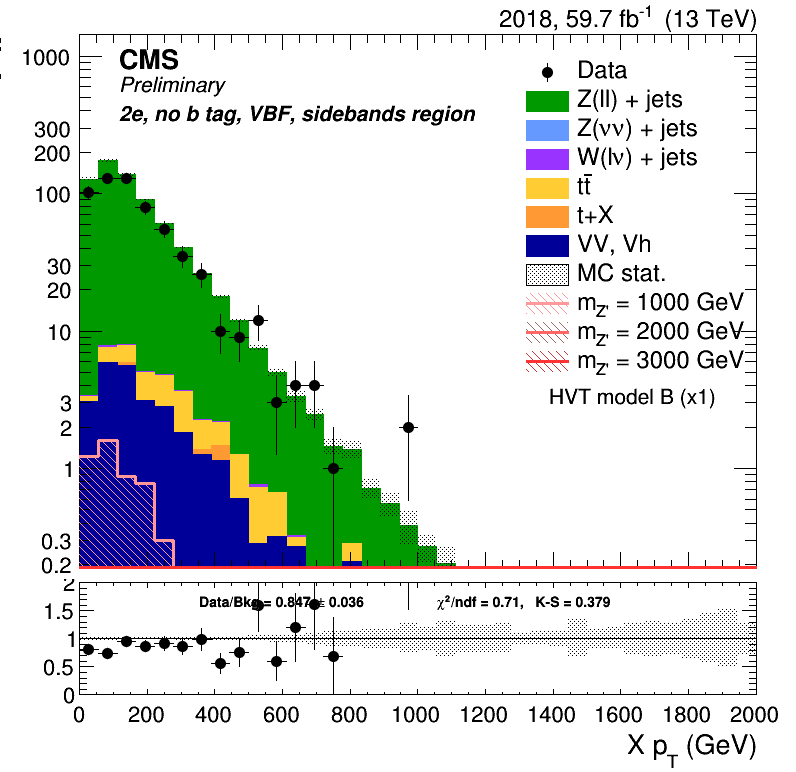 2018, 59.7 fb⁻¹ (13 TeV)
CMS
Preliminary
2e, no b tag, VBF, sidebands region
Data
Z(ll) + jets
Z(νν) + jets
W(lν) + jets
tt̄
t+X
VV, Vh
MC stat.
m_Z' = 1000 GeV
m_Z' = 2000 GeV
m_Z' = 3000 GeV
HVT model B (x1)
1000
300
200
100
30
20
10
3
2
1
0.3
0.2
Data/Bkg = 0.847 ± 0.036
χ²/ndf = 0.71, K-S = 0.379
2
1.5
1
0.5
0
0 200 400 600 800 1000 1200 1400 1600 1800 2000
X p_T (GeV)